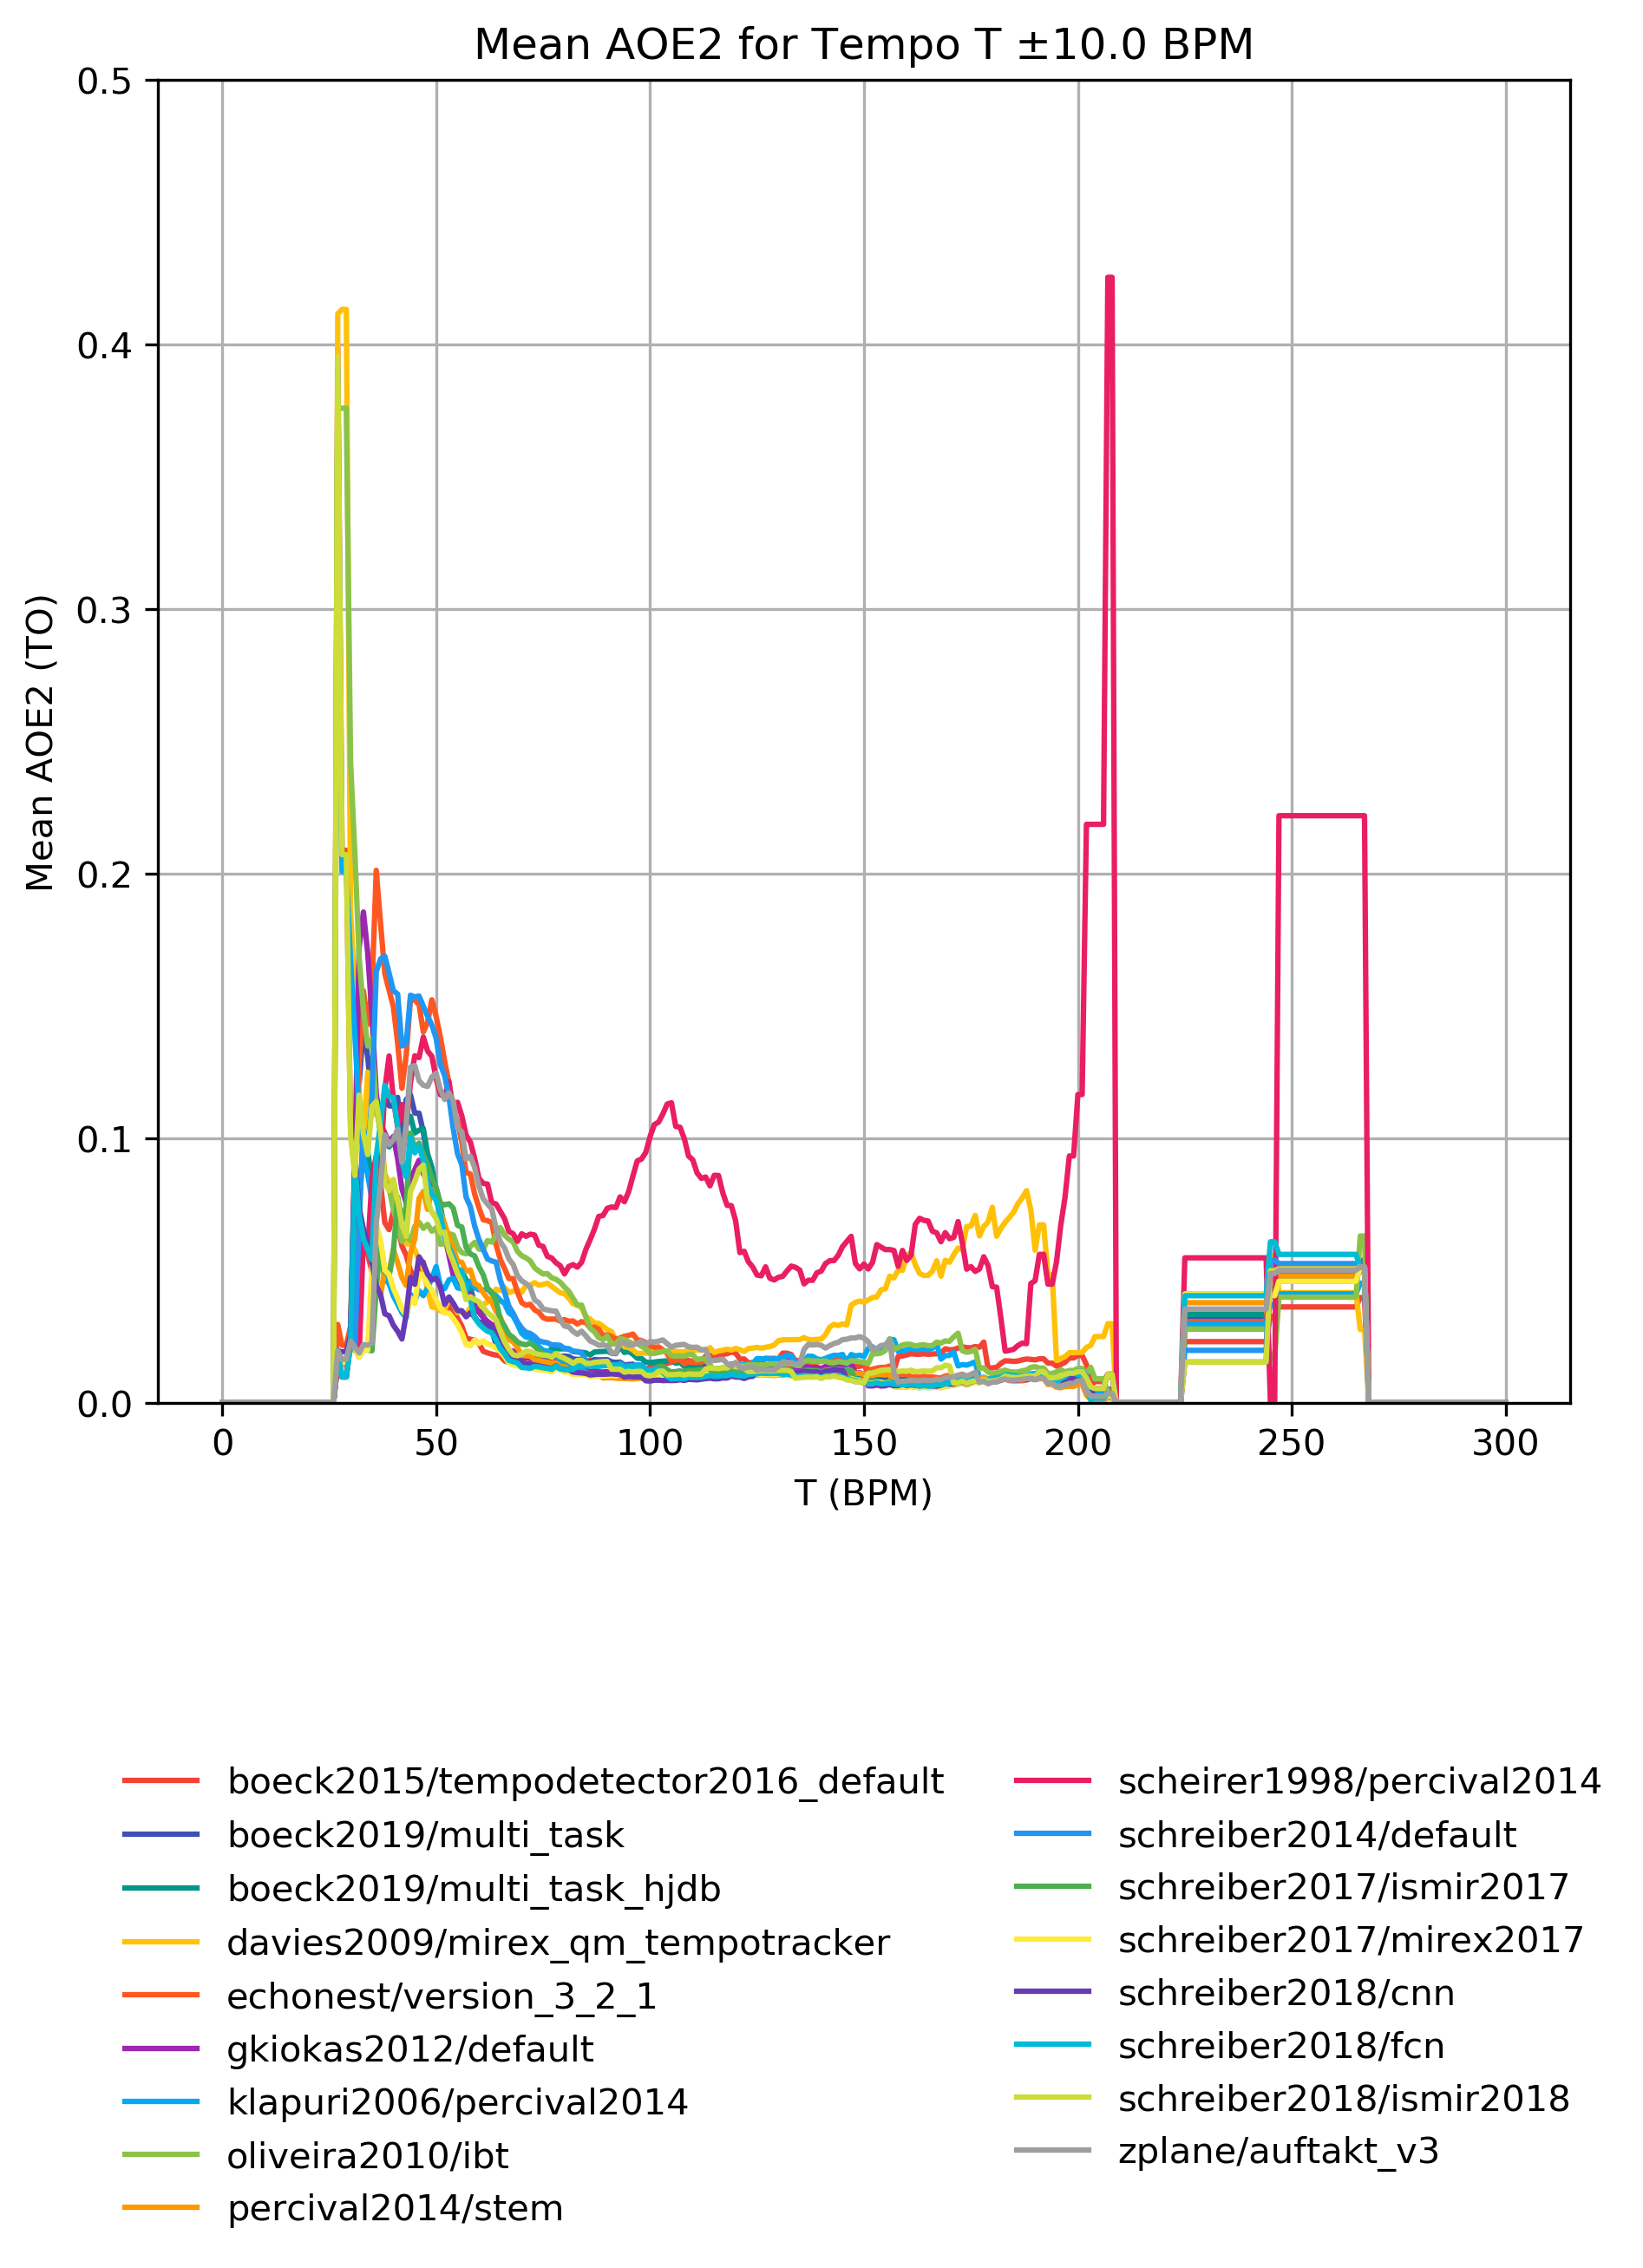 Mean AOE2 for Tempo T ±10.0 BPM
0.5
0.4
0.3
0.2
0.1
0.0
Mean AOE2 (TO)
0 50 100 150 200 250 300
T (BPM)
boeck2015/tempodetector2016_default
boeck2019/multi_task
boeck2019/multi_task_hjdb
davies2009/mirex_qm_tempotracker
echonest/version_3_2_1
gkiokas2012/default
klapuri2006/percival2014
oliveira2010/ibt
percival2014/stem
scheirer1998/percival2014
schreiber2014/default
schreiber2017/ismir2017
schreiber2017/mirex2017
schreiber2018/cnn
schreiber2018/fcn
schreiber2018/ismir2018
zplane/auftakt_v3